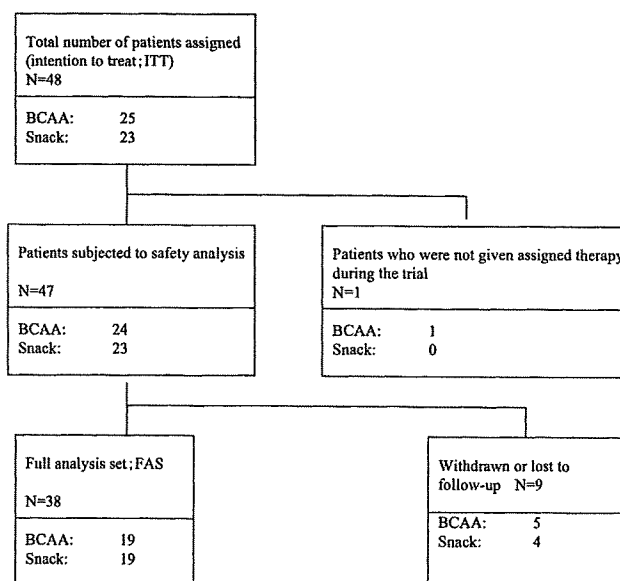 Total number of patients assigned
(intention to treat; ITT)
N=48
BCAA: 25
Snack: 23
Patients subjected to safety analysis
N=47
BCAA: 24
Snack: 23
Patients who were not given assigned therapy
during the trial
N=1
BCAA: 1
Snack: 0
Full analysis set; FAS
N=38
BCAA: 19
Snack: 19
Withdrawn or lost to
follow-up N=9
BCAA: 5
Snack: 4